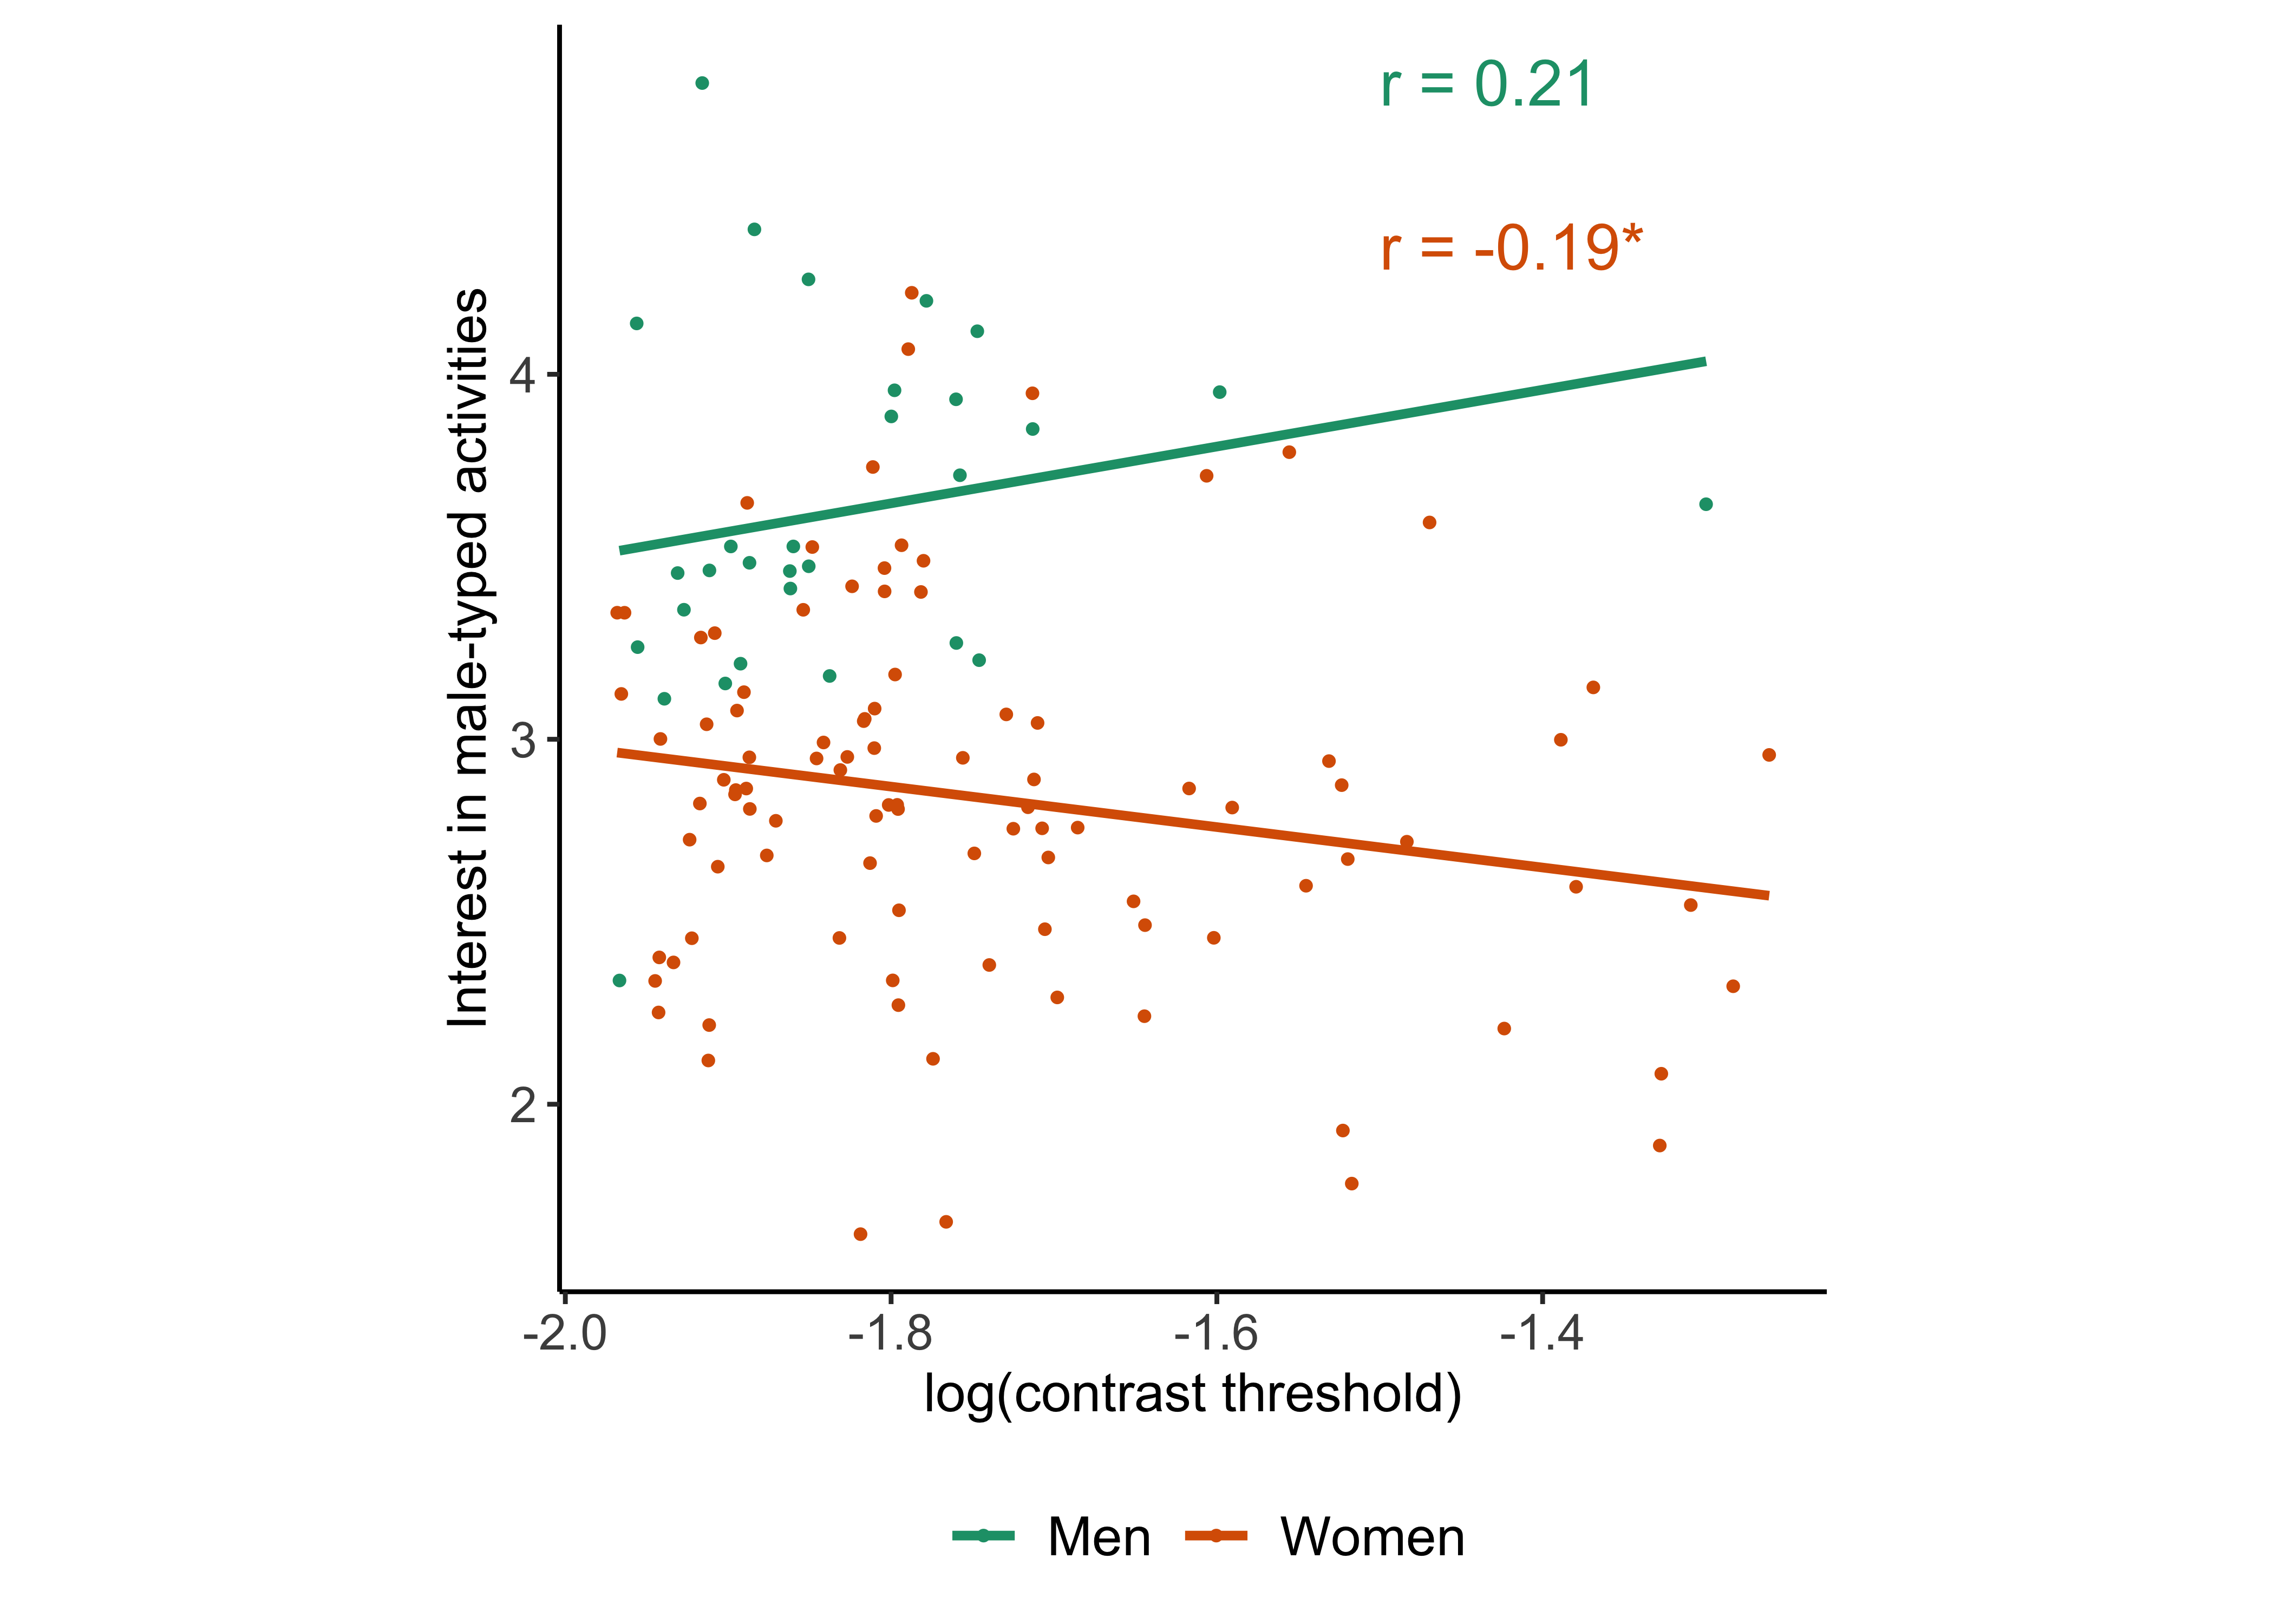 r = 0.21
r = -0.19*
Interest in male-typed activities
4
3
2
-2.0 -1.8 -1.6 -1.4
log(contrast threshold)
Men Women